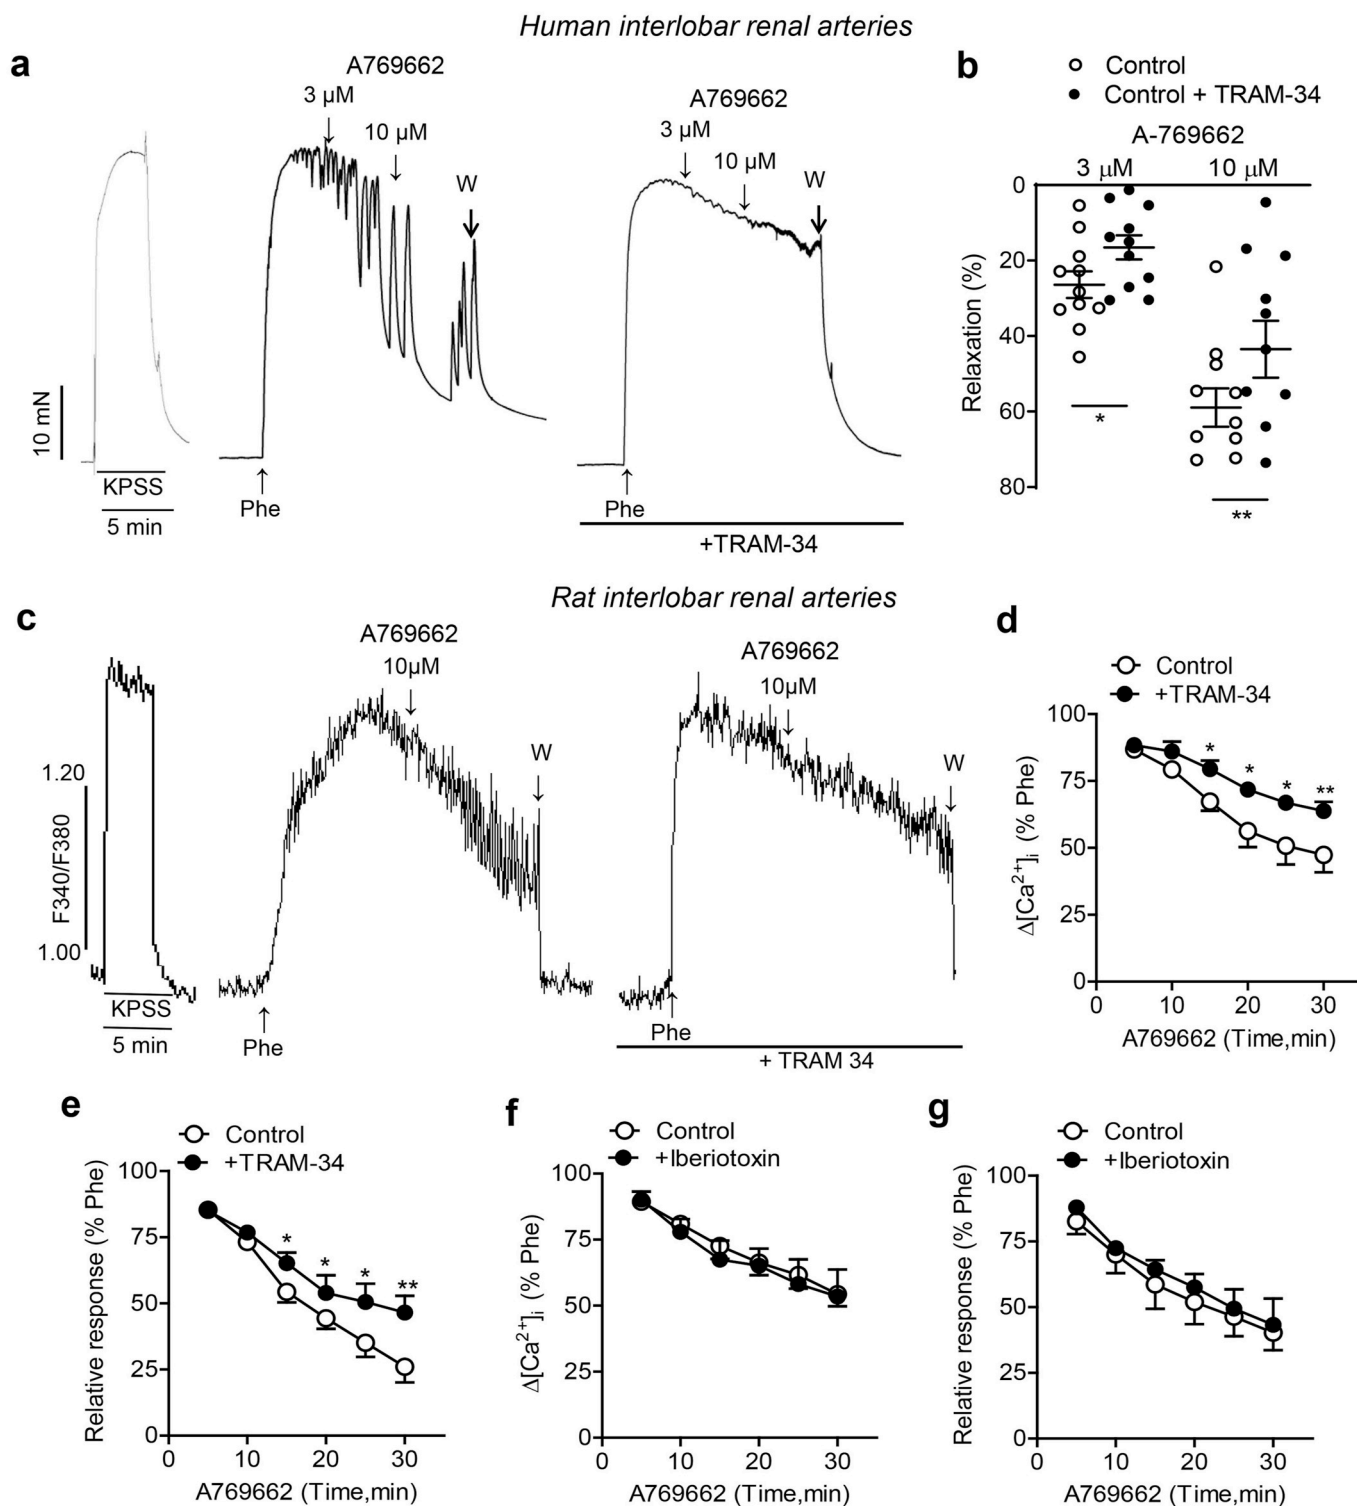 Human interlobar renal arteries
a
A769662
3 µM
10 µM
W
Phe
10 mN
KPSS
5 min
A769662
3 µM
10 µM
W
Phe
+TRAM-34
b
Control
Control + TRAM-34
A-769662
3 µM 10 µM
Relaxation (%)
0
20
40
60
80
*
**
Rat interlobar renal arteries
c
A769662
10µM
W
Phe
1.20
F340/F380
1.00
KPSS
5 min
A769662
10µM
W
Phe
+ TRAM 34
d
Control
+TRAM-34
Δ[Ca2+]i (% Phe)
100
75
50
25
0
* * * **
0 10 20 30
A769662 (Time,min)
e
Control
+TRAM-34
Relative response (% Phe)
100
75
50
25
0
* * * **
0 10 20 30
A769662 (Time,min)
f
Control
+Iberiotoxin
Δ[Ca2+]i (% Phe)
100
75
50
25
0
0 10 20 30
A769662 (Time,min)
g
Control
+Iberiotoxin
Relative response (% Phe)
100
75
50
25
0
0 10 20 30
A769662 (Time,min)